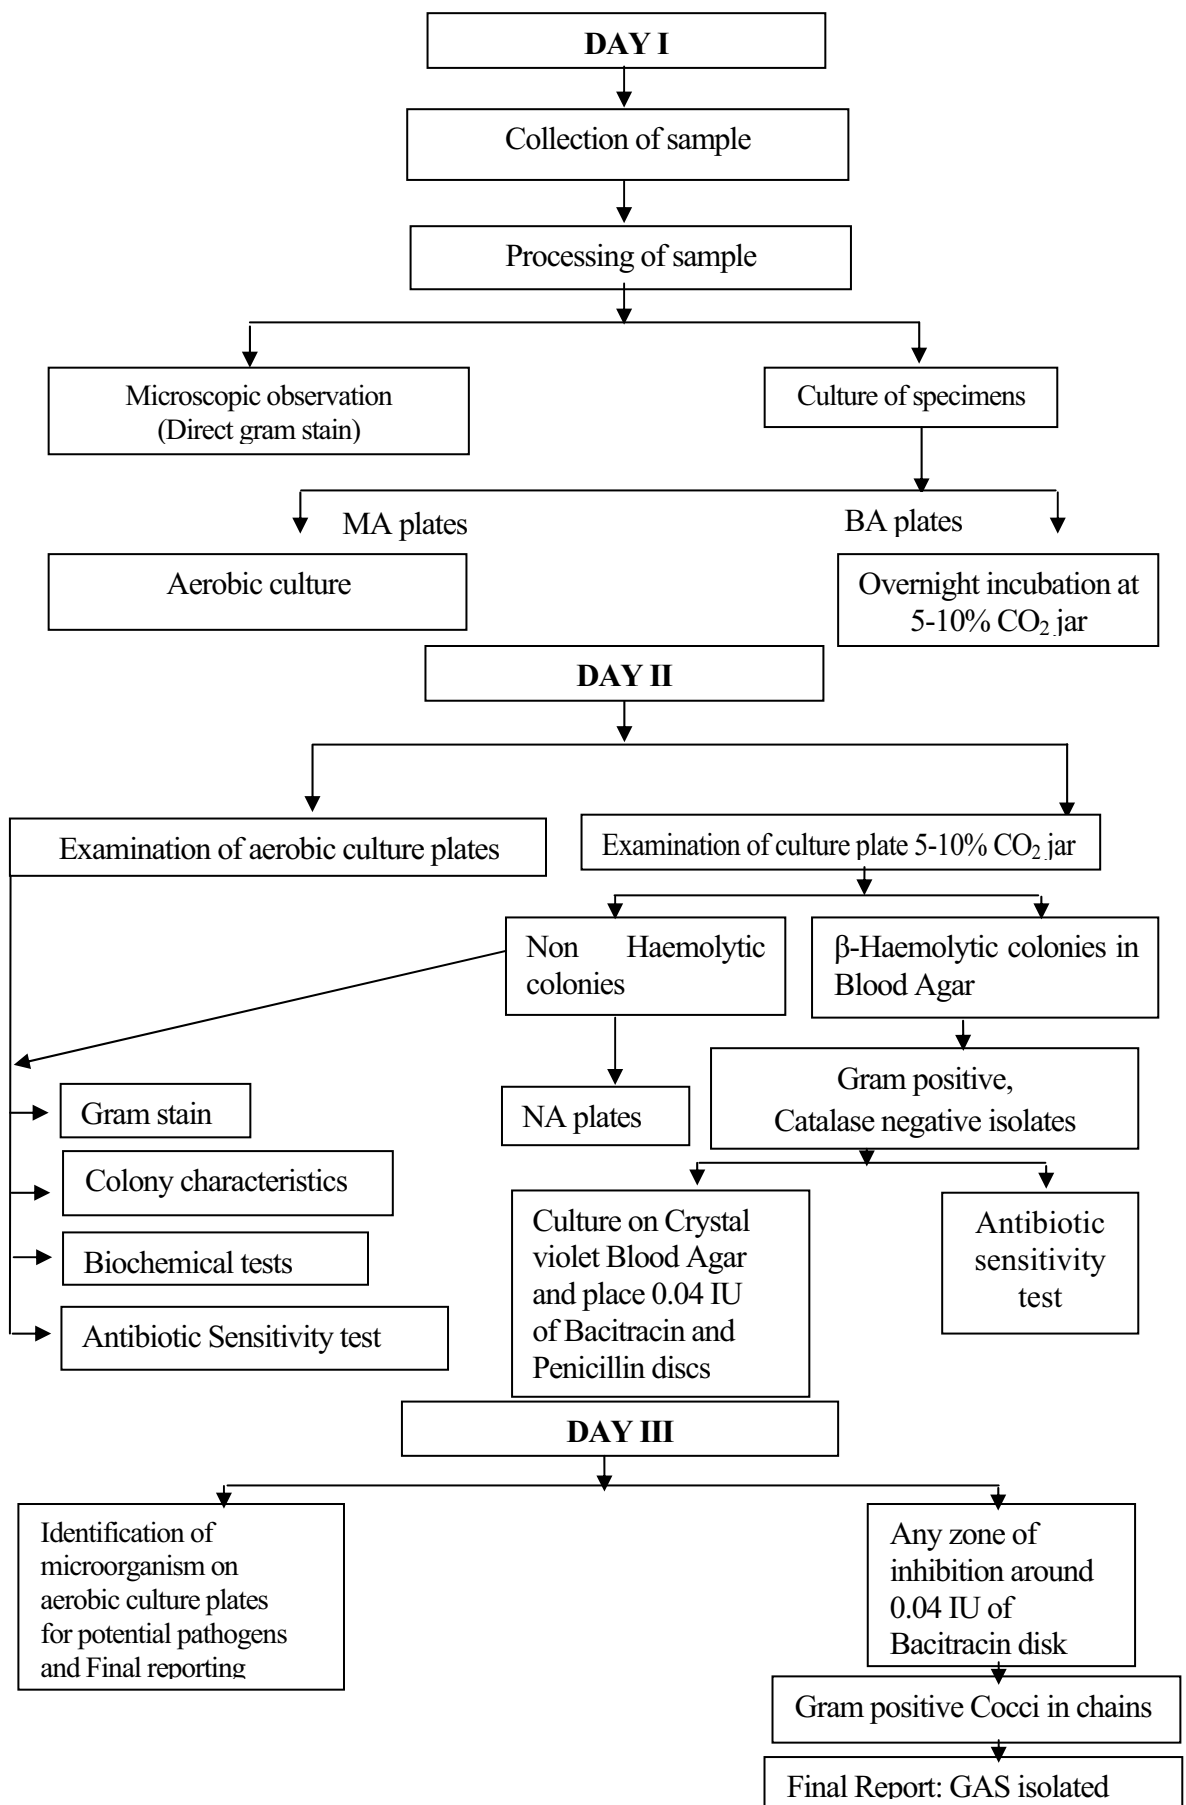 DAY I
Collection of sample
Processing of sample
Microscopic observation
(Direct gram stain)
Culture of specimens
MA plates
BA plates
Aerobic culture
Overnight incubation at
5-10% CO₂ jar
DAY II
Examination of aerobic culture plates
Examination of culture plate 5-10% CO₂ jar
Non Haemolytic
colonies
β-Haemolytic colonies in
Blood Agar
Gram positive,
Catalase negative isolates
NA plates
Gram stain
Colony characteristics
Biochemical tests
Antibiotic Sensitivity test
Culture on Crystal
violet Blood Agar
and place 0.04 IU
of Bacitracin and
Penicillin discs
Antibiotic
sensitivity
test
DAY III
Identification of
microorganism on
aerobic culture plates
for potential pathogens
and Final reporting
Any zone of
inhibition around
0.04 IU of
Bacitracin disk
Gram positive Cocci in chains
Final Report: GAS isolated